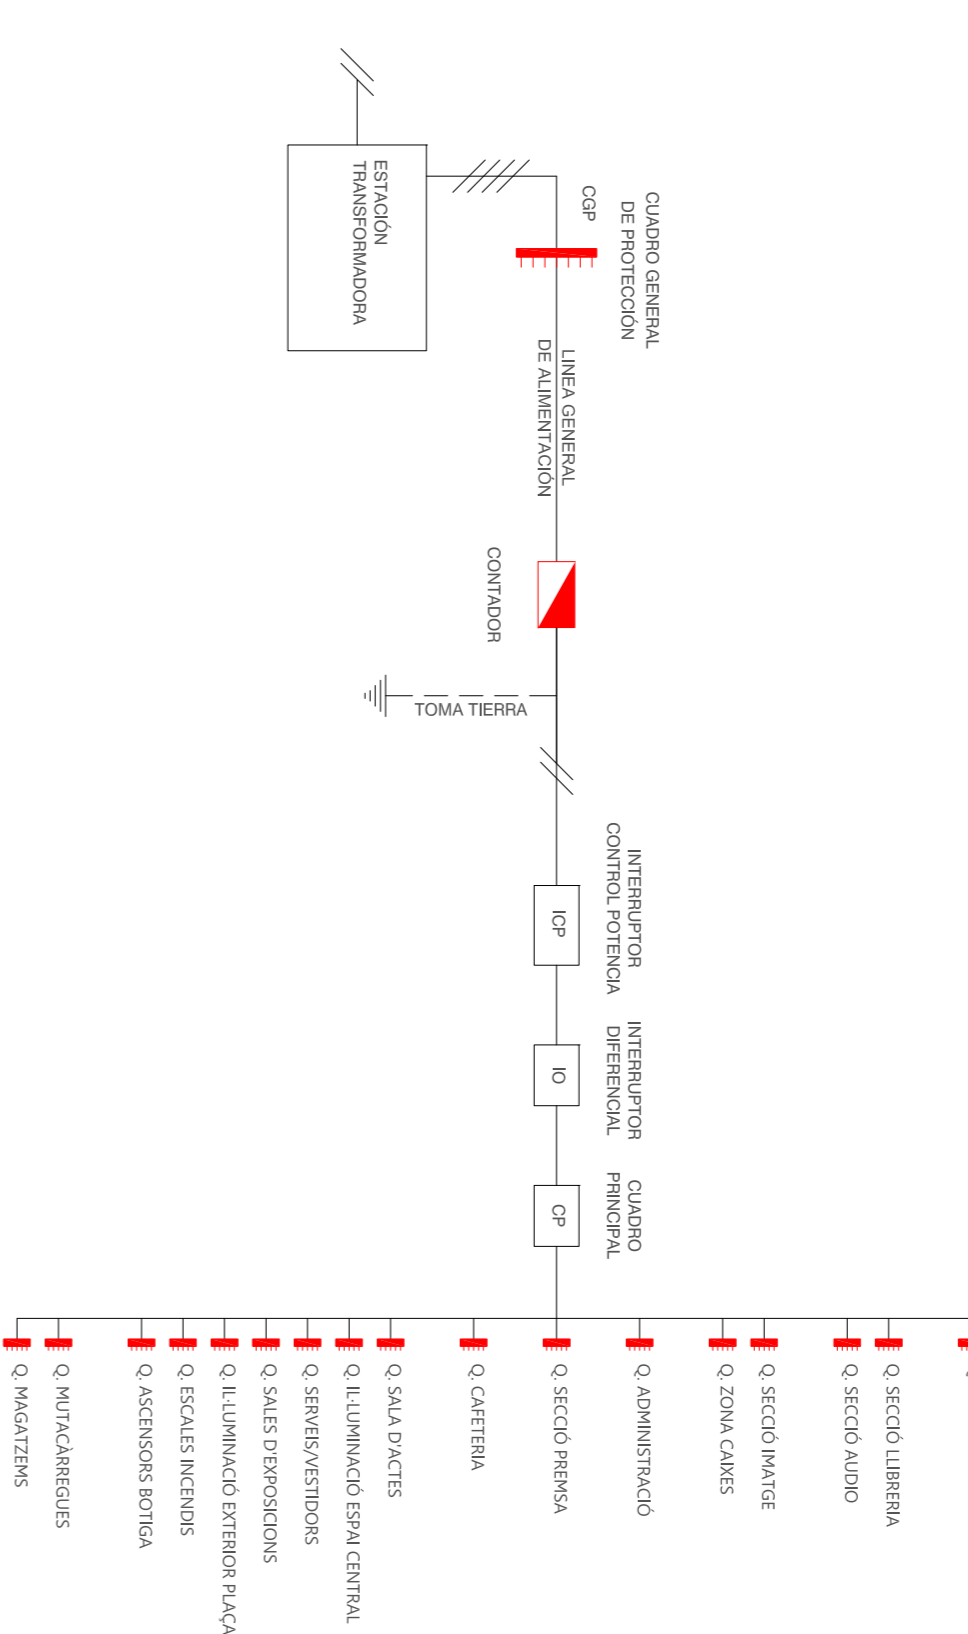 ESTACIÓN
TRANSFORMADORA
CGP
CUADRO GENERAL
DE PROTECCIÓN
LINEA GENERAL
DE ALIMENTACIÓN
CONTADOR
TOMA TIERRA
INTERRUPTOR
CONTROL POTENCIA
ICP
INTERRUPTOR
DIFERENCIAL
IO
CUADRO
PRINCIPAL
CP
Q. MAGATZEMS
Q. MUTACÀRREGUES
Q. ASCENSORS BOTIGA
Q. ESCALES INCENDIS
Q. IL·LUMINACIÓ EXTERIOR PLAÇA
Q. SALES D'EXPOSICIONS
Q. SERVEIS/VESTIDORS
Q. IL·LUMINACIÓ ESPAI CENTRAL
Q. SALA D'ACTES
Q. CAFETERIA
Q. SECCIÓ PREMSA
Q. ADMINISTRACIÓ
Q. ZONA CAIXES
Q. SECCIÓ IMATGE
Q. SECCIÓ AUDIO
Q. SECCIÓ LLIBRERIA